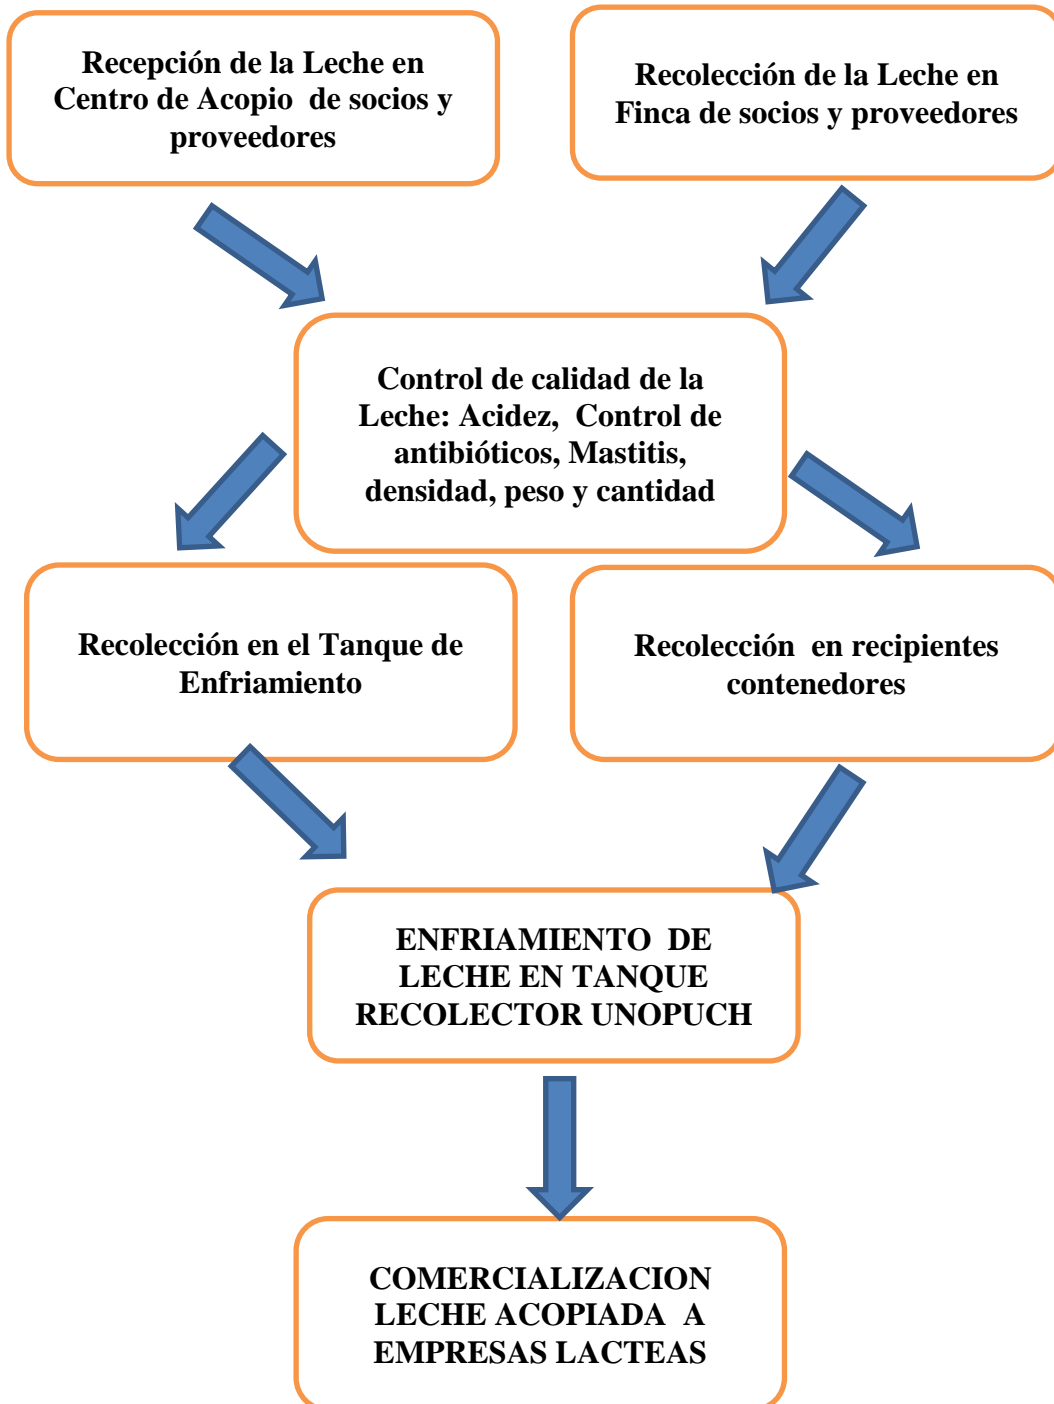 Recepción de la Leche en
Centro de Acopio de socios y
proveedores
Recolección de la Leche en
Finca de socios y proveedores
Control de calidad de la
Leche: Acidez, Control de
antibióticos, Mastitis,
densidad, peso y cantidad
Recolección en el Tanque de
Enfriamiento
Recolección en recipientes
contenedores
ENFRIAMIENTO DE
LECHE EN TANQUE
RECOLECTOR UNOPUCH
COMERCIALIZACION
LECHE ACOPIADA A
EMPRESAS LACTEAS